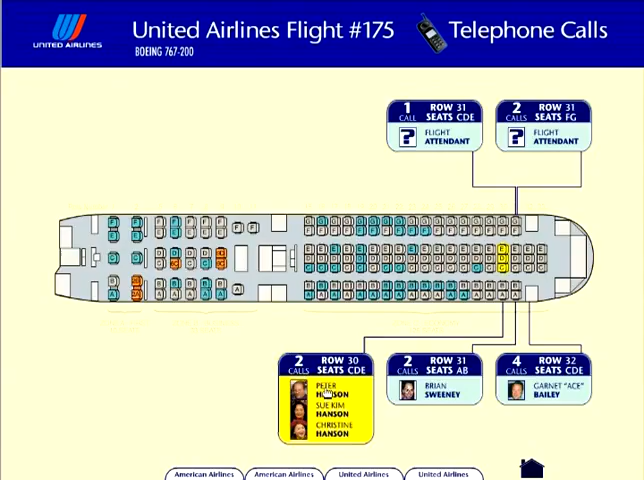 UNITED AIRLINES
United Airlines Flight #175
BOEING 767-200
Telephone Calls
1 CALL ROW 31 SEATS CDE
FLIGHT ATTENDANT
2 CALLS ROW 31 SEATS FG
FLIGHT ATTENDANT
2 CALLS ROW 30 SEATS CDE
PETER HANSON
SUE KIM HANSON
CHRISTINE HANSON
2 CALLS ROW 31 SEATS AB
BRIAN SWEENEY
4 CALLS ROW 32 SEATS CDE
GARNET "ACE" BAILEY
American Airlines
American Airlines
United Airlines
United Airlines